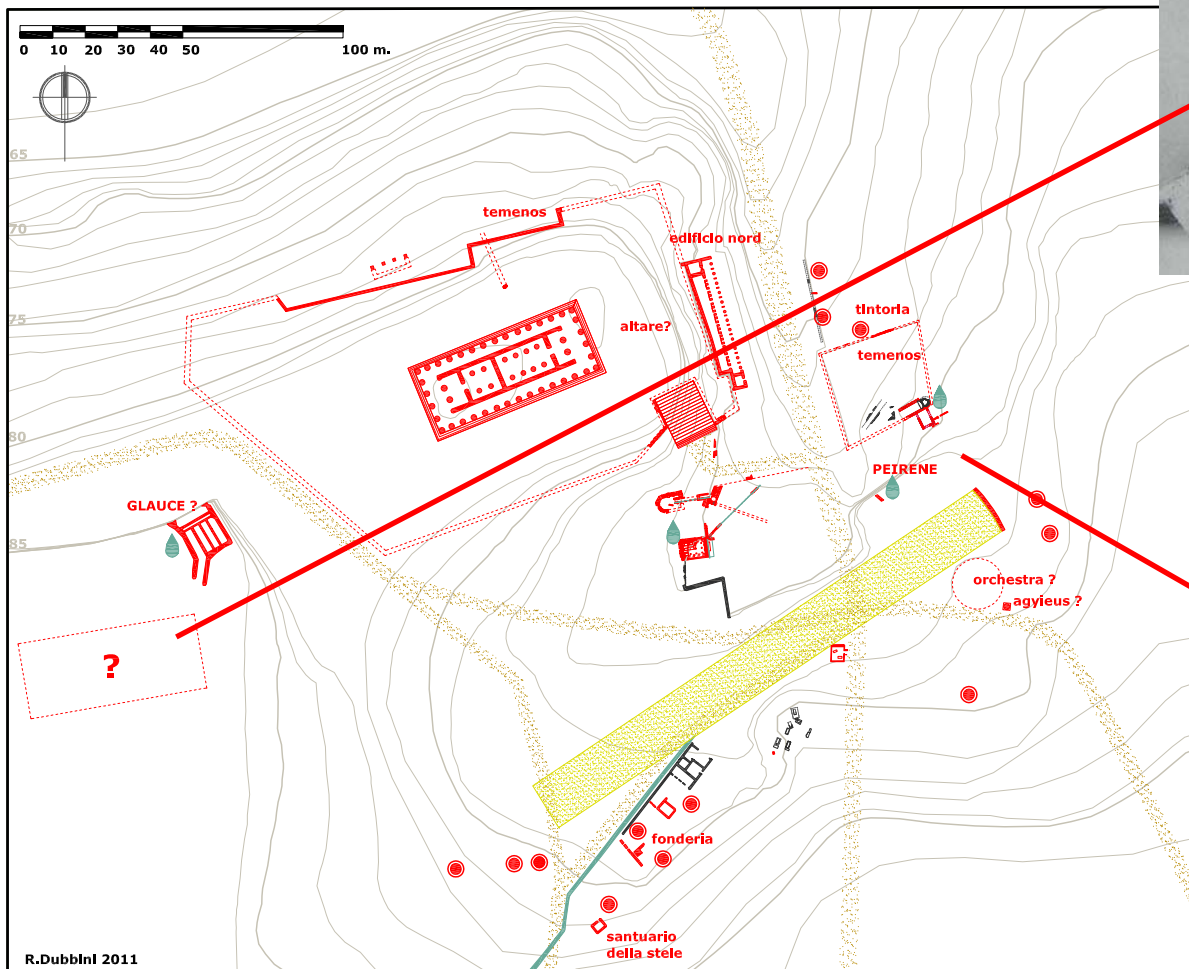 0 10 20 30 40 50 100 m.
65
70
75
80
85
temenos
edificio nord
altare?
tintoria
temenos
PEIRENE
GLAUCE ?
?
orchestra ?
agyieus ?
fonderia
santuario
della stele
R.Dubbini 2011